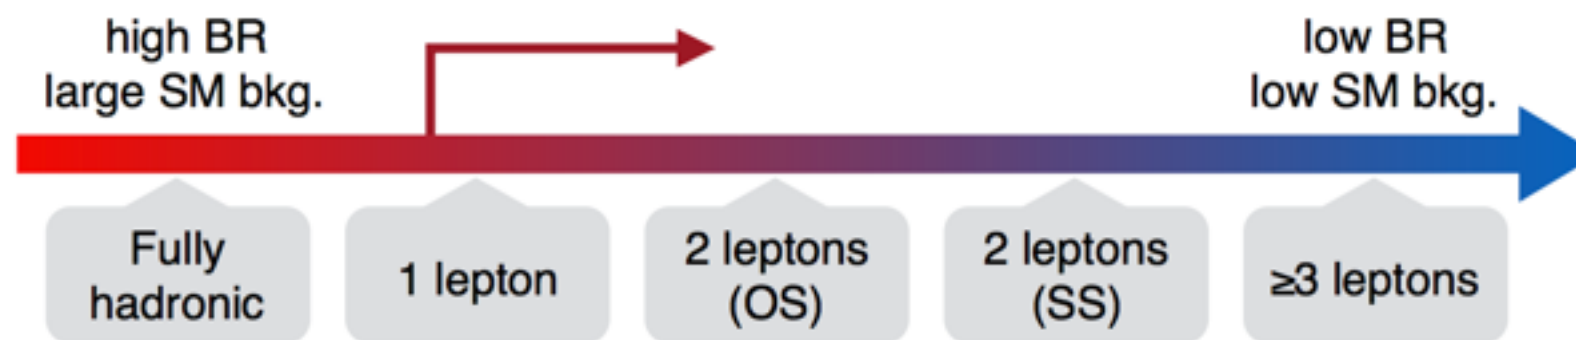 high BR
large SM bkg.
low BR
low SM bkg.
Fully
hadronic
1 lepton
2 leptons
(OS)
2 leptons
(SS)
≥3 leptons